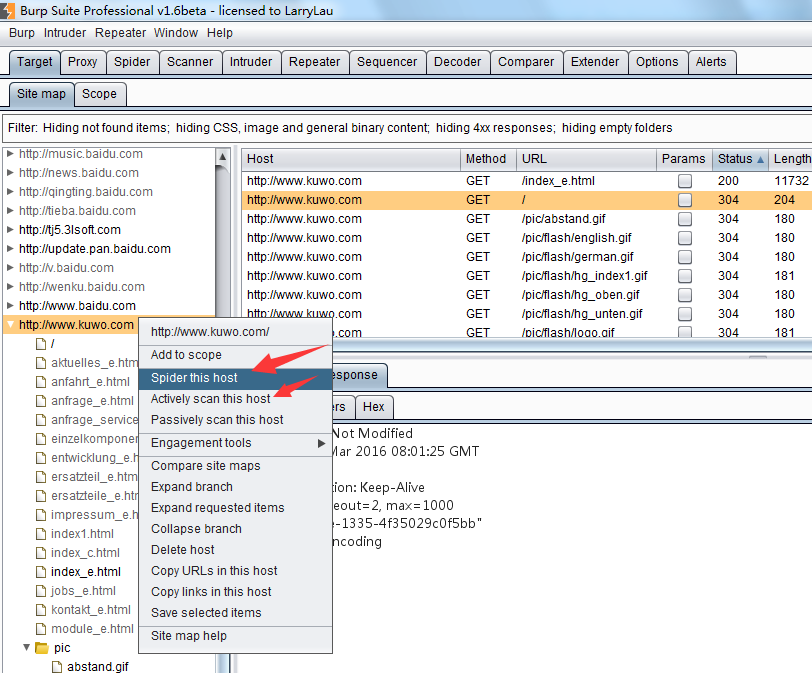 Burp Suite Professional v1.6beta - licensed to LarryLau
Burp Intruder Repeater Window Help
Target Proxy Spider Scanner Intruder Repeater Sequencer Decoder Comparer Extender Options Alerts
Site map Scope
Filter: Hiding not found items; hiding CSS, image and general binary content; hiding 4xx responses; hiding empty folders
http://music.baidu.com
http://news.baidu.com
http://qingting.baidu.com
http://tieba.baidu.com
http://tj5.3lsoft.com
http://update.pan.baidu.com
http://v.baidu.com
http://wenku.baidu.com
http://www.baidu.com
http://www.kuwo.com
/
aktuelles_e.htm
anfahrt_e.html
anfrage_e.html
anfrage_service
einzelkomponen
entwicklung_e.h
ersatzteil_e.htm
ersatzteile_e.htm
impressum_e.h
index1.html
index_c.html
index_e.html
jobs_e.html
kontakt_e.html
module_e.html
pic
abstand.gif
Host Method URL Params Status Length
http://www.kuwo.com GET /index_e.html 200 11732
http://www.kuwo.com GET / 304 204
http://www.kuwo.com GET /pic/abstand.gif 304 180
http://www.kuwo.com GET /pic/flash/english.gif 304 180
http://www.kuwo.com GET /pic/flash/german.gif 304 180
http://www.kuwo.com GET /pic/flash/hg_index1.gif 304 181
http://www.kuwo.com GET /pic/flash/hg_oben.gif 304 180
http://www.kuwo.com GET /pic/flash/hg_unten.gif 304 180
http://www.kuwo.com GET /pic/flash/logo.gif 304 181
http://www.kuwo.com/
Add to scope
Spider this host
Actively scan this host
Passively scan this host
Engagement tools
Compare site maps
Expand branch
Expand requested items
Collapse branch
Delete host
Copy URLs in this host
Copy links in this host
Save selected items
Site map help
esponse
ers Hex
Not Modified
Mar 2016 08:01:25 GMT
tion: Keep-Alive
eout=2, max=1000
e-1335-4f35029c0f5bb"
ncoding